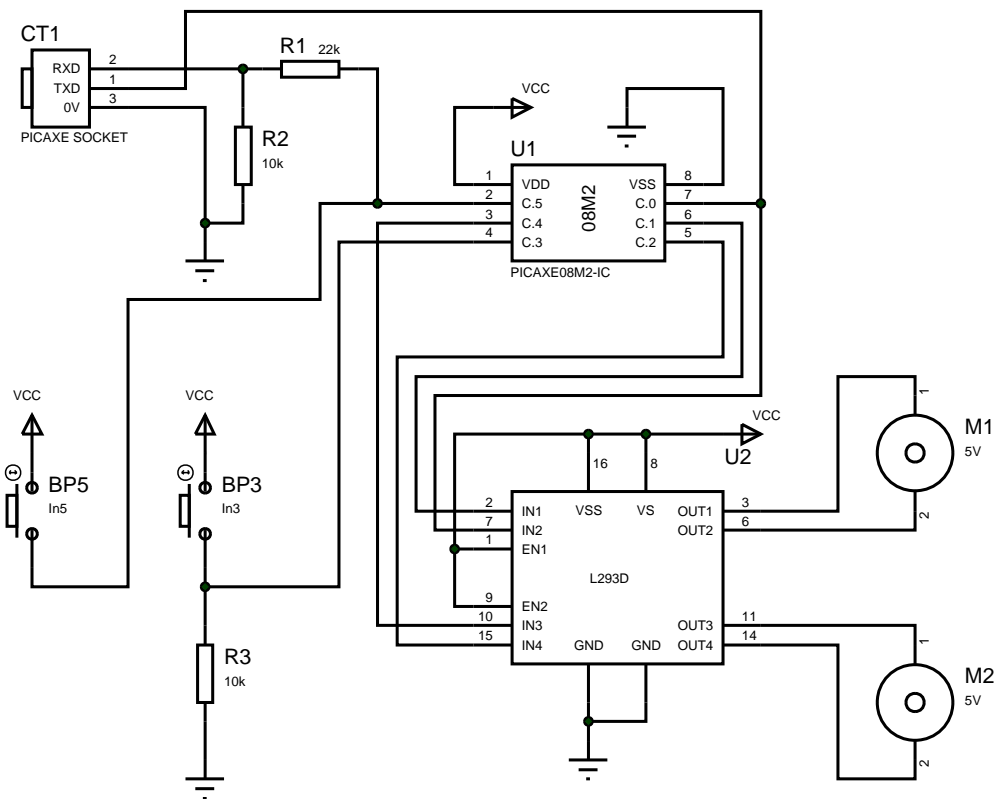 CT1
RXD 2
TXD 1
0V 3
PICAXE SOCKET
R1 22k
R2
10k
VCC
U1
1 VDD
2 C.5
3 C.4
4 C.3
08M2
VSS 8
C.0 7
C.1 6
C.2 5
PICAXE08M2-IC
VCC
BP5
In5
VCC
BP3
In3
R3
10k
VCC
U2
16
8
VSS
VS
2 IN1
7 IN2
1 EN1
9 EN2
10 IN3
15 IN4
L293D
OUT1 3
OUT2 6
OUT3 11
OUT4 14
GND
GND
1
M1
5V
2
1
M2
5V
2